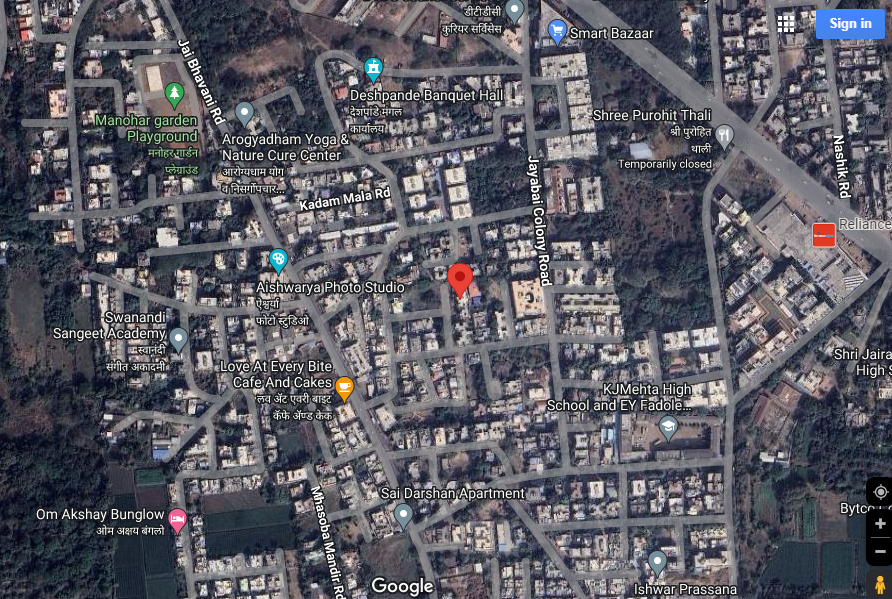 डीटीडीसी
कुरियर सर्विसेस
Smart Bazaar
Sign in
Jai Bhavani Rd
Deshpande Banquet Hall
देशपांडे मंगल
कार्यालय
Manohar garden
Playground
मनोहर गार्डन
प्लेग्राउंड
Arogyadham Yoga &
Nature Cure Center
आरोग्यधाम योग
व निसर्गोपचार...
Shree Purohit Thali
श्री पुरोहित
थाली
Temporarily closed
Nashik Rd
Kadam Mala Rd
Jayabai Colony Road
Reliance
Aishwarya Photo Studio
ऐश्वर्या
फोटो स्टुडिओ
Swanandi
Sangeet Academy
स्वानंदी
संगीत अकादमी
Love At Every Bite
Cafe And Cakes
लव अ‍ॅट एवरी बाइट
कॅफे अ‍ॅण्ड केक
Shri Jaira
High S
KJMehta High
School and EY Fadole...
Sai Darshan Apartment
Mhasoba Mandir Rd
Om Akshay Bunglow
ओम अक्षय बंगलो
Bytco Co
Ishwar Prassana
Google